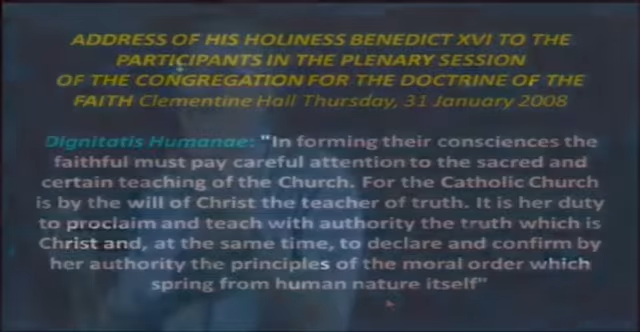 ADDRESS OF HIS HOLINESS BENEDICT XVI TO THE
PARTICIPANTS IN THE PLENARY SESSION
OF THE CONGREGATION FOR THE DOCTRINE OF THE
FAITH Clementine Hall Thursday, 31 January 2008
Dignitatis Humanae: "In forming their consciences the
faithful must pay careful attention to the sacred and
certain teaching of the Church. For the Catholic Church
is by the will of Christ the teacher of truth. It is her duty
to proclaim and teach with authority the truth which is
Christ and, at the same time, to declare and confirm by
her authority the principles of the moral order which
spring from human nature itself"